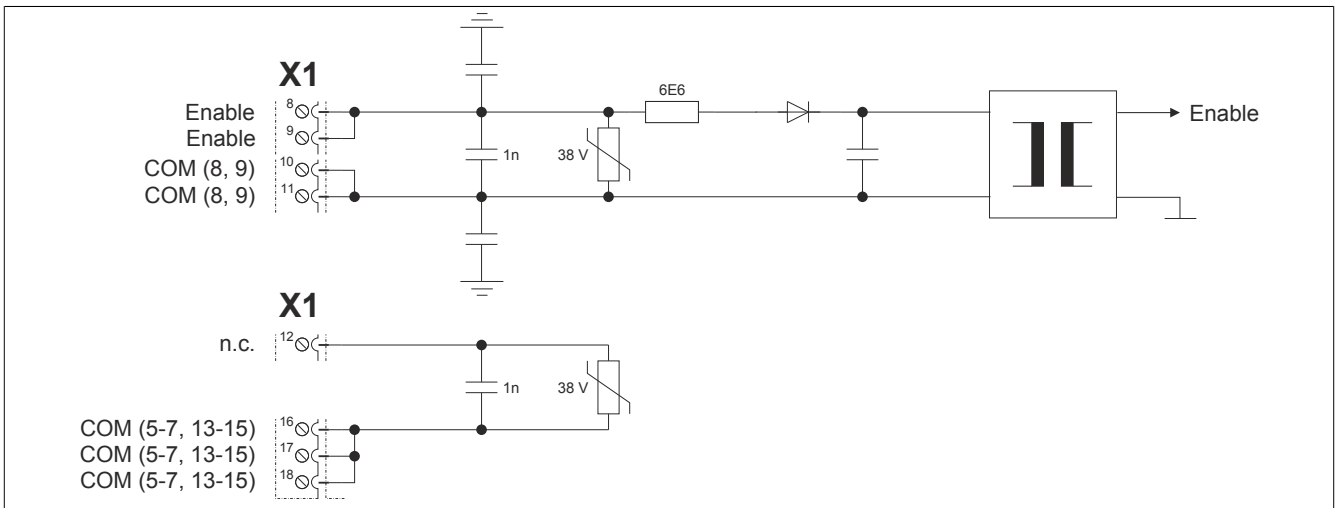 X1
8
Enable
9
Enable
10
COM (8, 9)
11
COM (8, 9)
1n
38 V
6E6
Enable
X1
12
n.c.
1n
38 V
16
COM (5-7, 13-15)
17
COM (5-7, 13-15)
18
COM (5-7, 13-15)